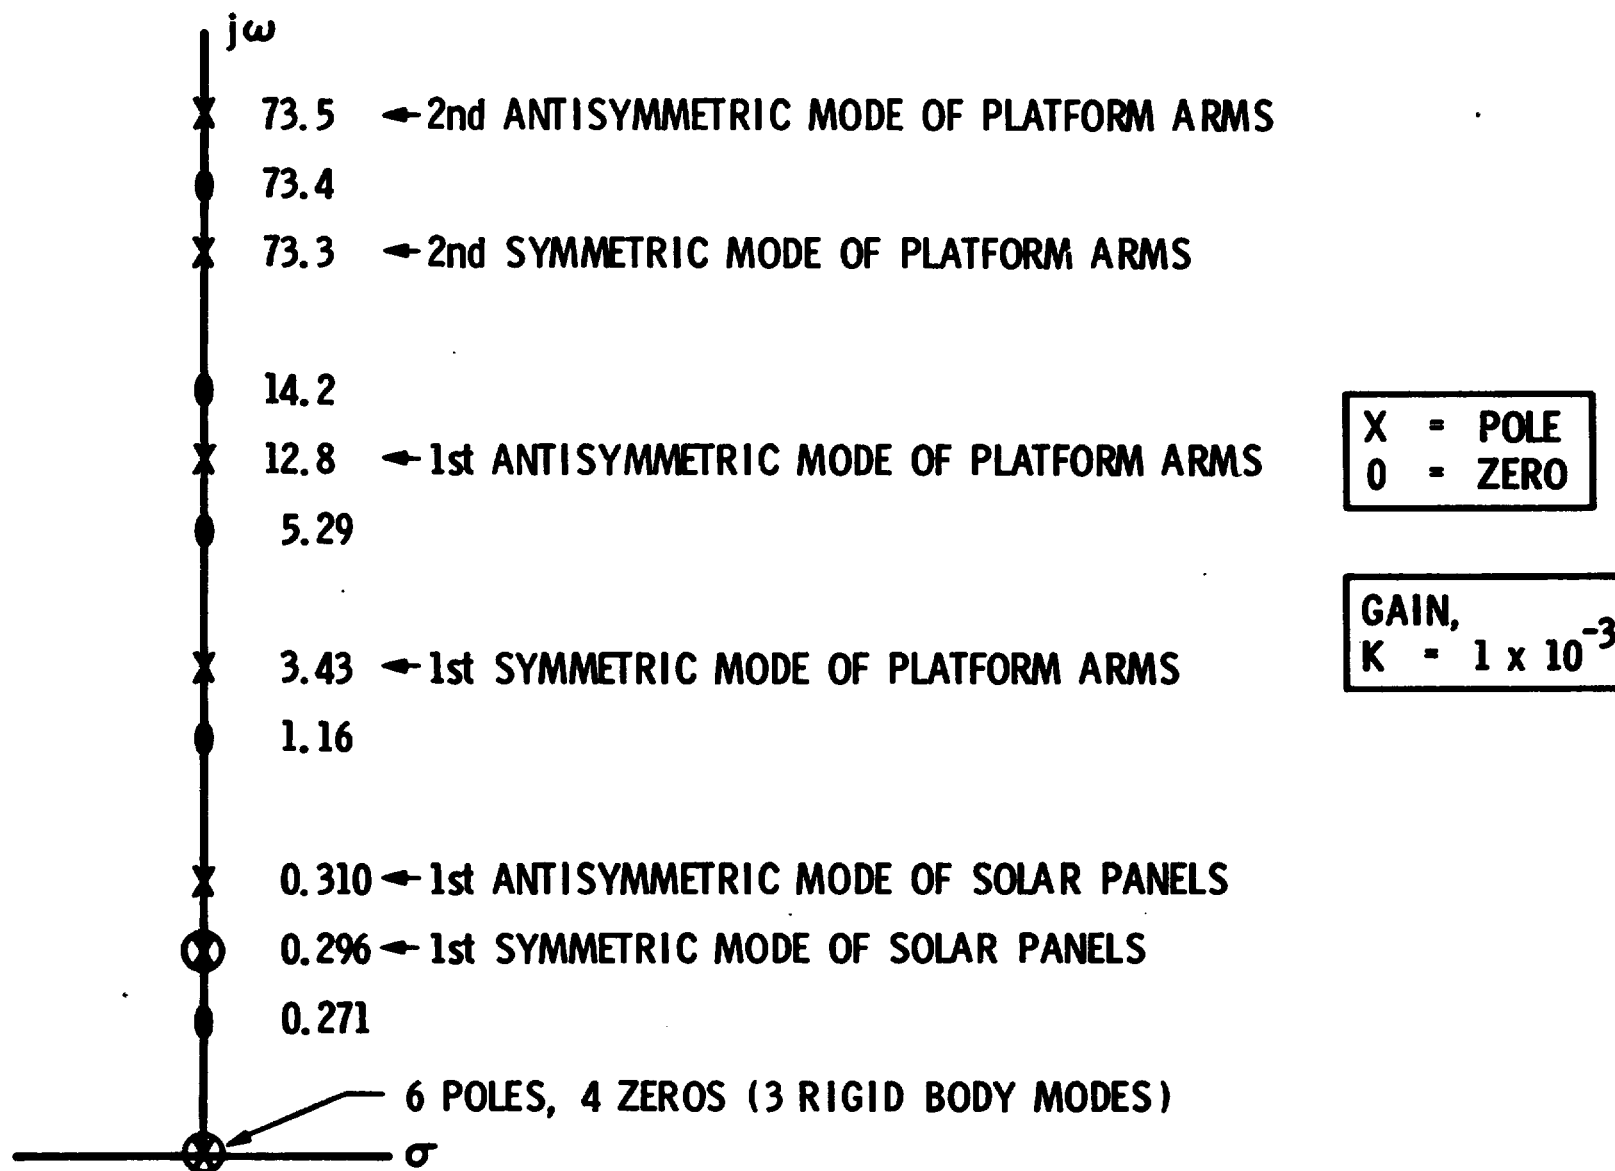 jω
73.5 ←2nd ANTISYMMETRIC MODE OF PLATFORM ARMS
73.4
73.3 ←2nd SYMMETRIC MODE OF PLATFORM ARMS
14.2
12.8 ←1st ANTISYMMETRIC MODE OF PLATFORM ARMS
5.29
3.43 ←1st SYMMETRIC MODE OF PLATFORM ARMS
1.16
0.310 ←1st ANTISYMMETRIC MODE OF SOLAR PANELS
0.296 ←1st SYMMETRIC MODE OF SOLAR PANELS
0.271
6 POLES, 4 ZEROS (3 RIGID BODY MODES)
σ
X = POLE
0 = ZERO
GAIN,
K = 1 x 10⁻³